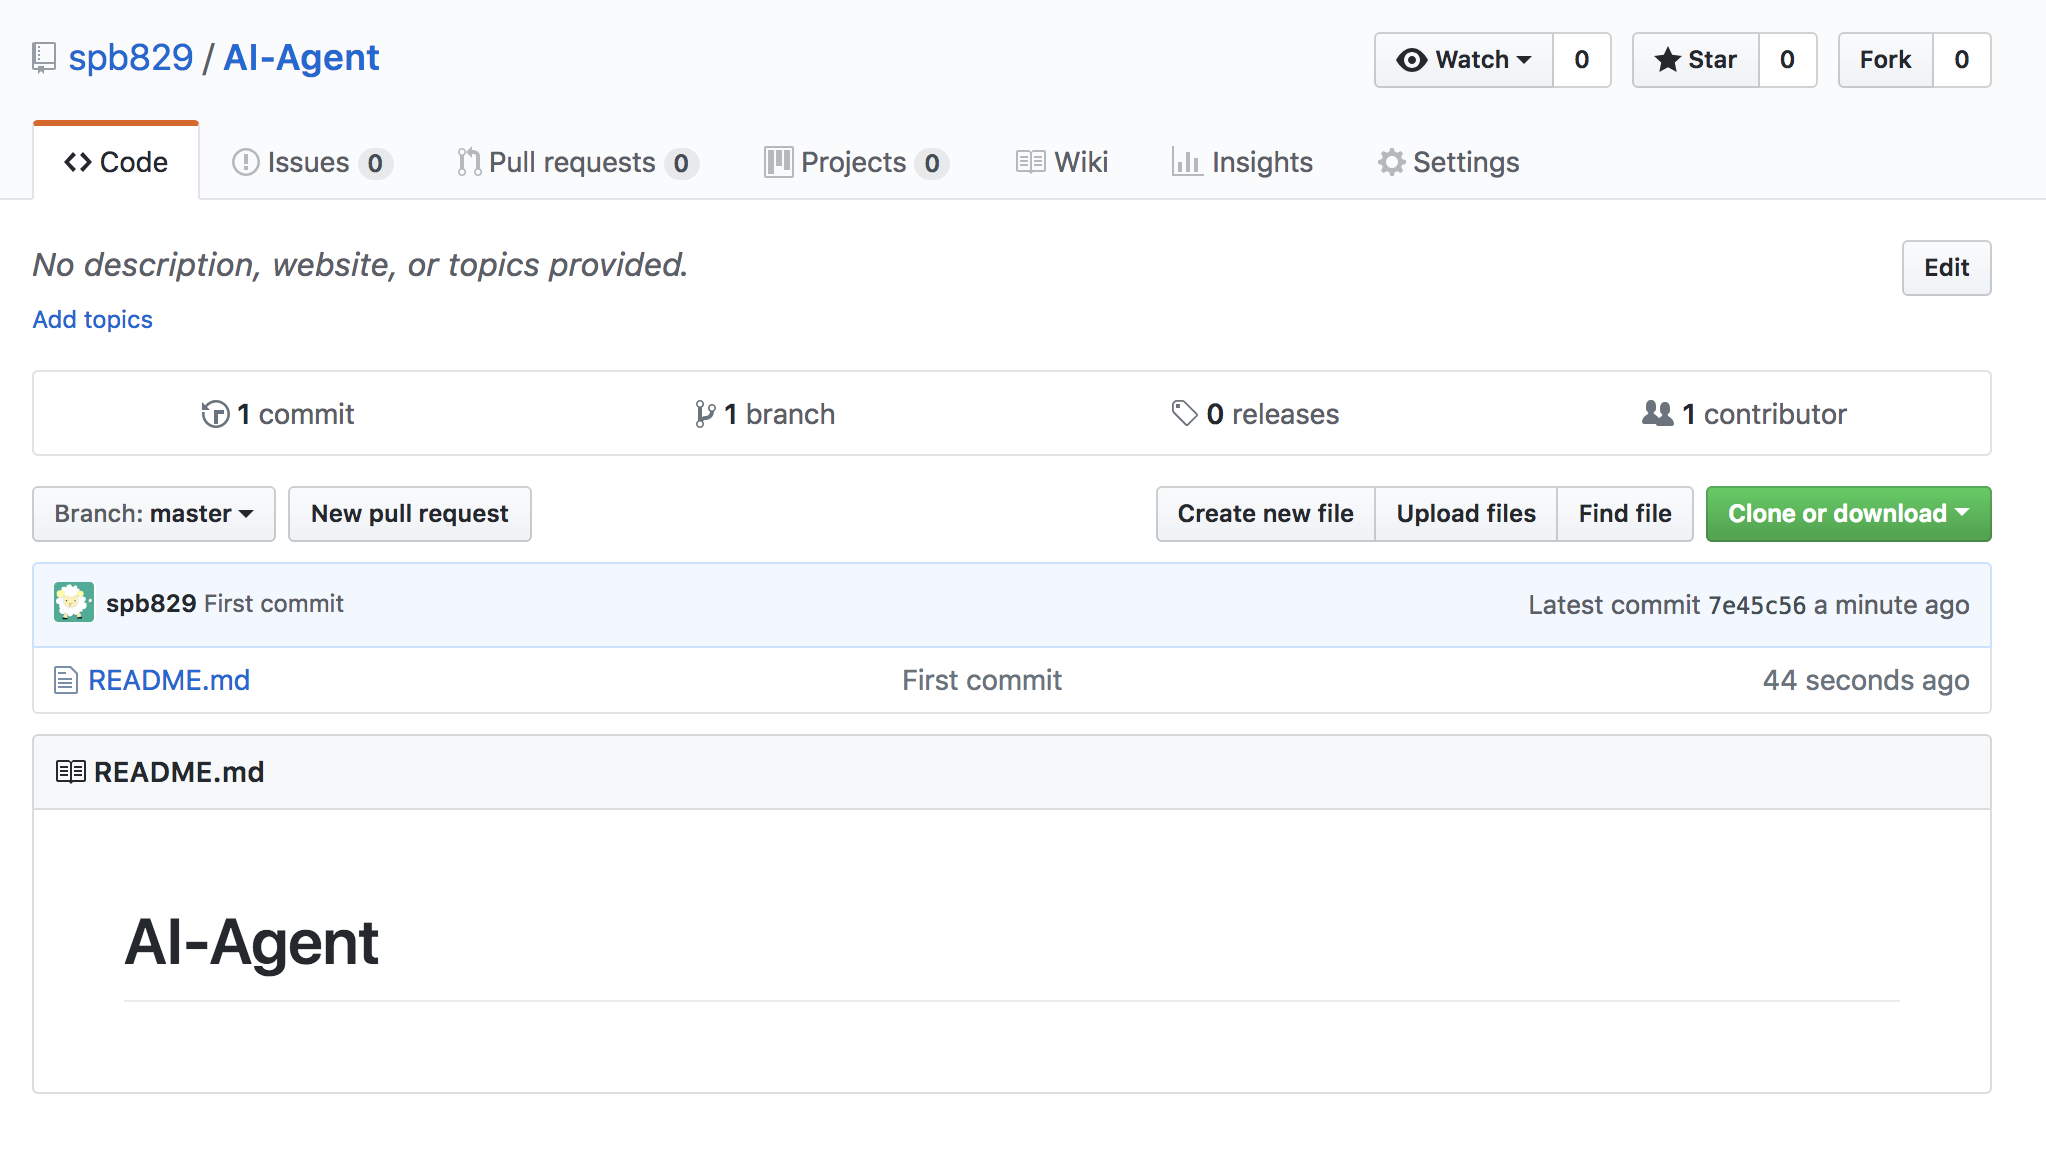 spb829 / AI-Agent
Watch 0 Star 0 Fork 0
Code Issues 0 Pull requests 0 Projects 0 Wiki Insights Settings
No description, website, or topics provided.
Edit
Add topics
1 commit 1 branch 0 releases 1 contributor
Branch: master New pull request Create new file Upload files Find file Clone or download
spb829 First commit Latest commit 7e45c56 a minute ago
README.md First commit 44 seconds ago
README.md
AI-Agent